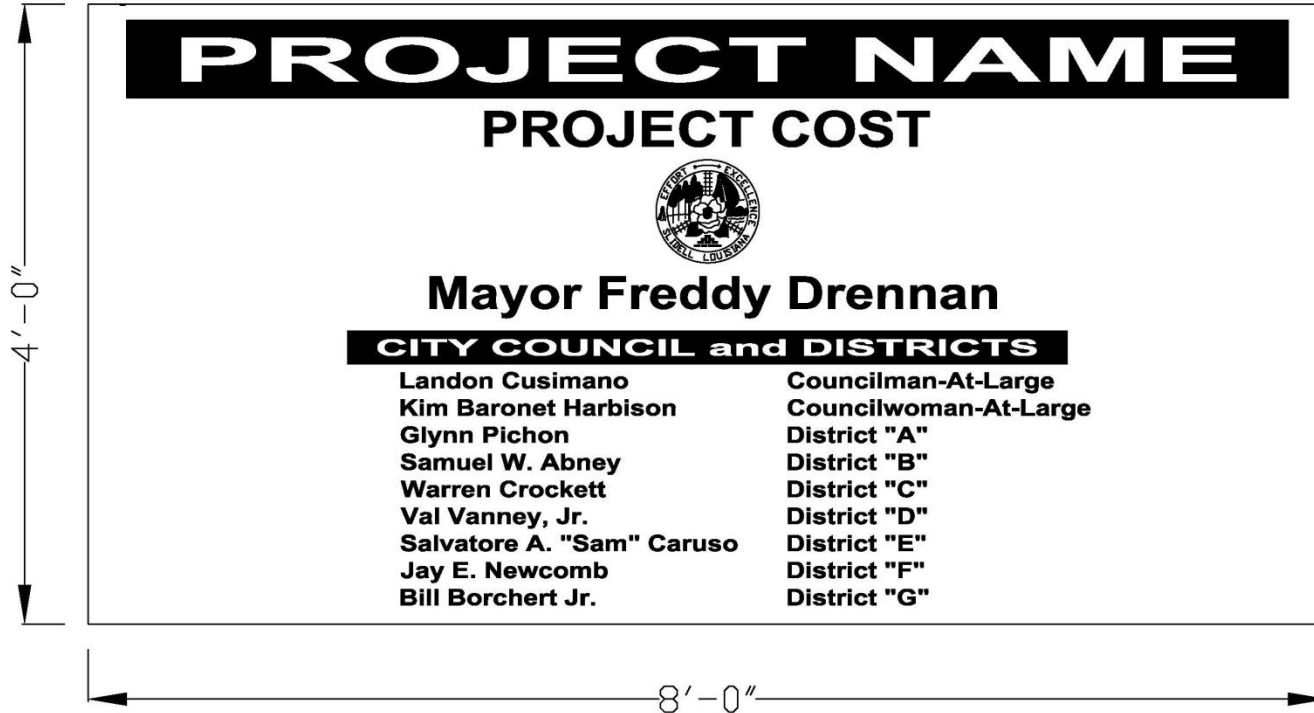 PROJECT NAME
PROJECT COST
EFFORT EXCELLENCE
SLIDELL LOUISIANA
Mayor Freddy Drennan
CITY COUNCIL and DISTRICTS
Landon Cusimano Councilman-At-Large
Kim Baronet Harbison Councilwoman-At-Large
Glynn Pichon District "A"
Samuel W. Abney District "B"
Warren Crockett District "C"
Val Vanney, Jr. District "D"
Salvatore A. "Sam" Caruso District "E"
Jay E. Newcomb District "F"
Bill Borchert Jr. District "G"
4'-0"
8'-0"